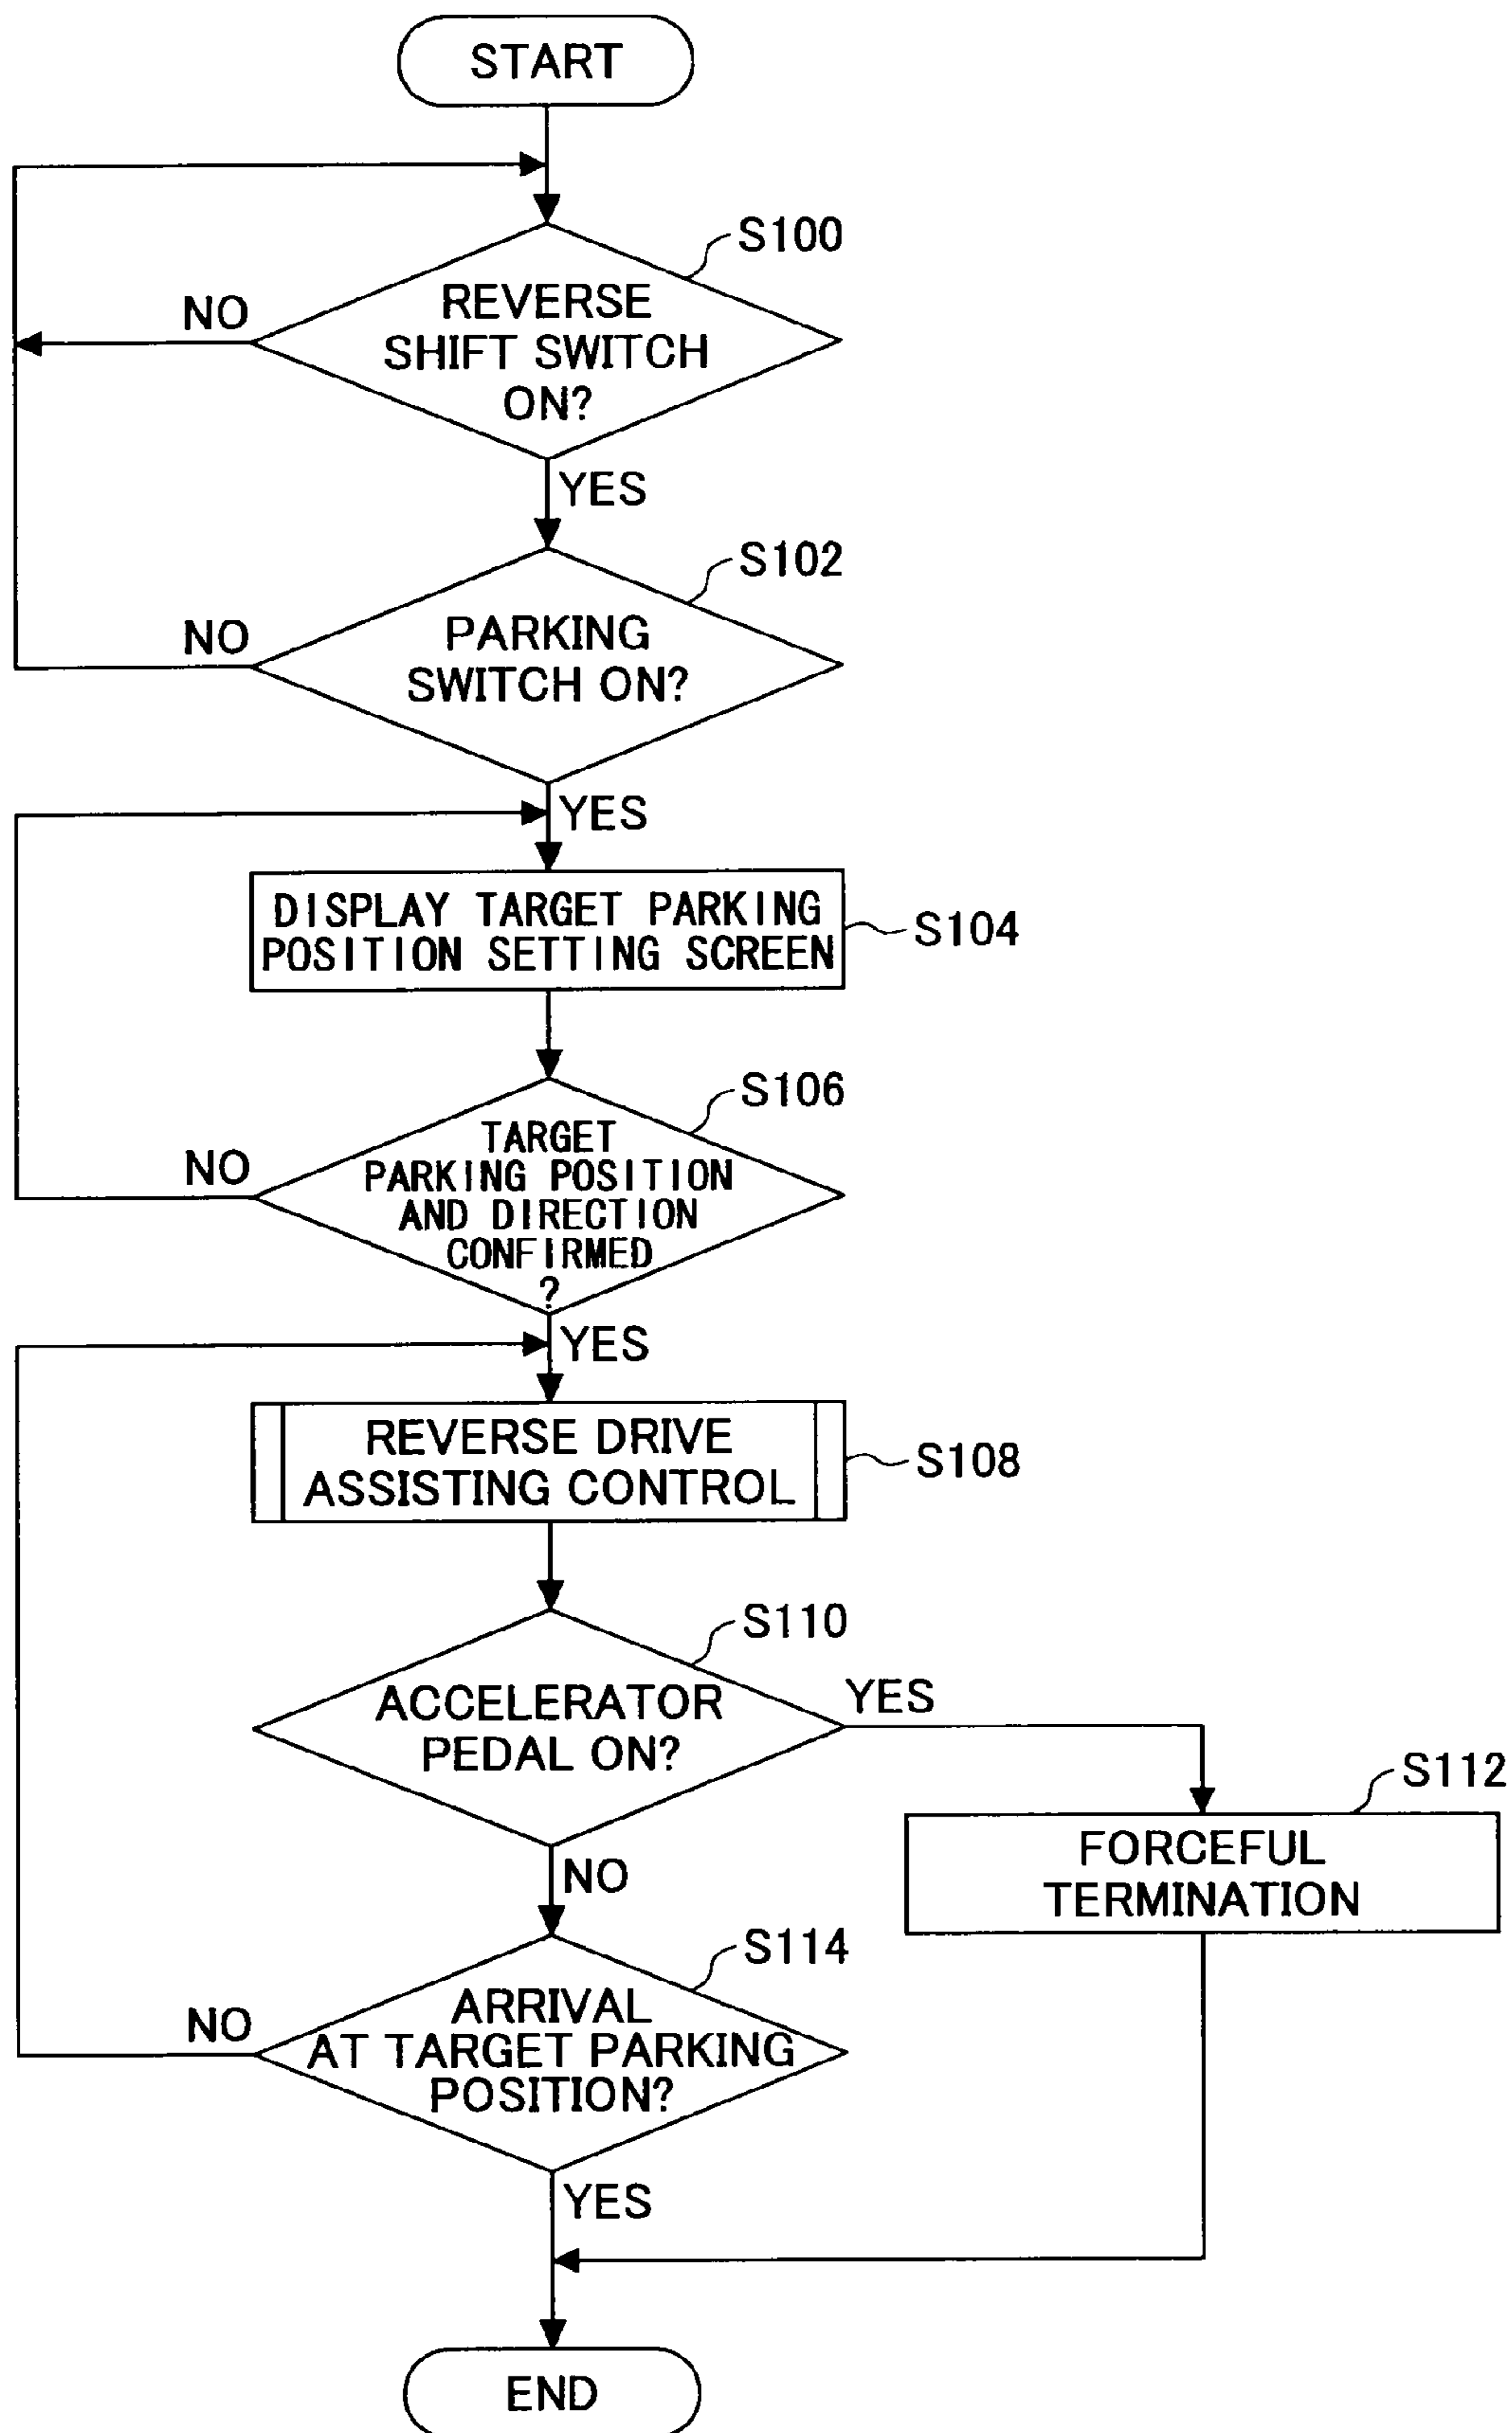 START
S100
REVERSE
SHIFT SWITCH
ON?
NO
YES
S102
PARKING
SWITCH ON?
NO
YES
DISPLAY TARGET PARKING
POSITION SETTING SCREEN
S104
S106
TARGET
PARKING POSITION
AND DIRECTION
CONFIRMED
?
NO
YES
REVERSE DRIVE
ASSISTING CONTROL
S108
S110
ACCELERATOR
PEDAL ON?
YES
NO
S112
FORCEFUL
TERMINATION
S114
ARRIVAL
AT TARGET PARKING
POSITION?
NO
YES
END